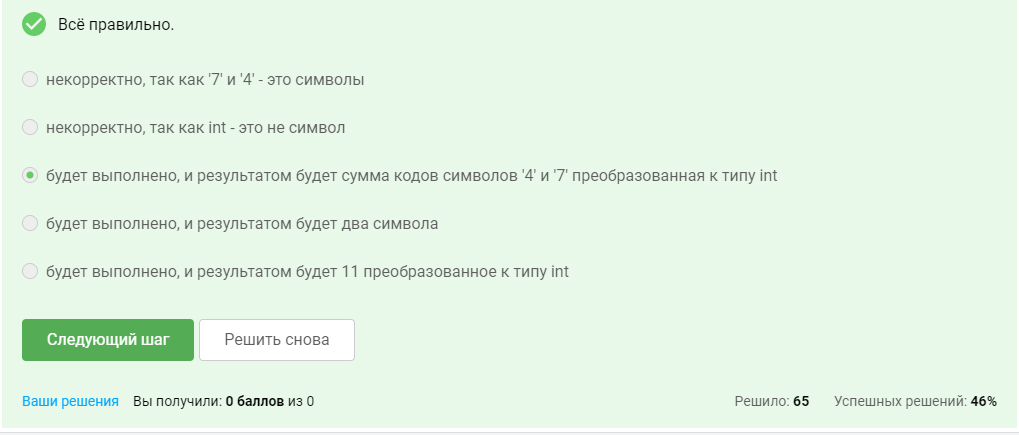 Всё правильно.
некорректно, так как '7' и '4' - это символы
некорректно, так как int - это не символ
будет выполнено, и результатом будет сумма кодов символов '4' и '7' преобразованная к типу int
будет выполнено, и результатом будет два символа
будет выполнено, и результатом будет 11 преобразованное к типу int
Следующий шаг Решить снова
Ваши решения Вы получили: 0 баллов из 0 Решило: 65 Успешных решений: 46%